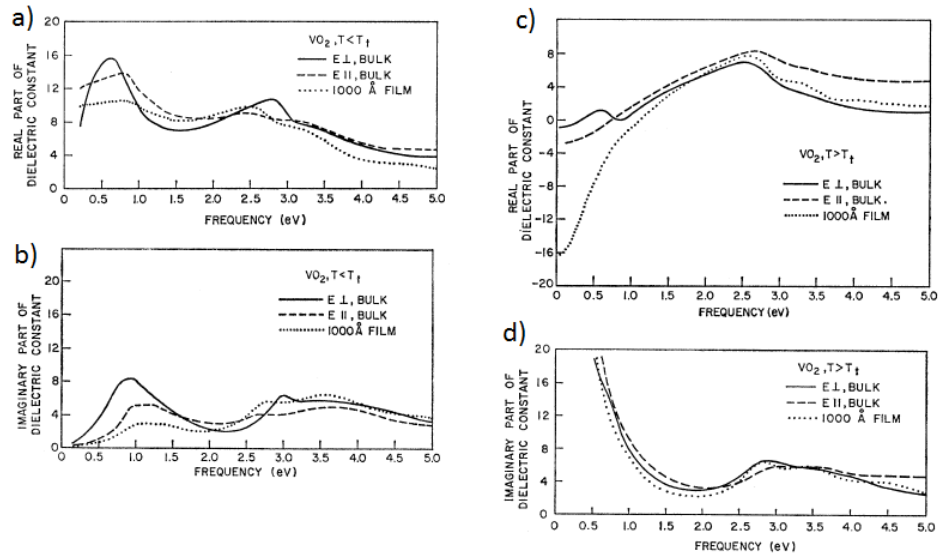 a)
REAL PART OF
DIELECTRIC CONSTANT
24
20
16
12
8
4
0
VO₂, T<Tₜ
E⊥, BULK
E II, BULK
1000 Å FILM
0 0.5 1.0 1.5 2.0 2.5 3.0 3.5 4.0 4.5 5.0
FREQUENCY (eV)
b)
IMAGINARY PART OF
DIELECTRIC CONSTANT
20
16
12
8
4
0
VO₂, T<Tₜ
E⊥, BULK
E II, BULK
1000 Å FILM
0 0.5 1.0 1.5 2.0 2.5 3.0 3.5 4.0 4.5 5.0
FREQUENCY (eV)
c)
REAL PART OF
DIELECTRIC CONSTANT
8
4
0
-4
-8
-12
-16
-20
VO₂, T>Tₜ
E⊥, BULK
E II, BULK.
1000 Å FILM
0 0.5 1.0 1.5 2.0 2.5 3.0 3.5 4.0 4.5 5.0
FREQUENCY (eV)
d)
IMAGINARY PART OF
DIELECTRIC CONSTANT
20
16
12
8
4
0
VO₂, T>Tₜ
E⊥, BULK
E II, BULK
1000 Å FILM
0.5 1.0 1.5 2.0 2.5 3.0 3.5 4.0 4.5 5.0
FREQUENCY (eV)